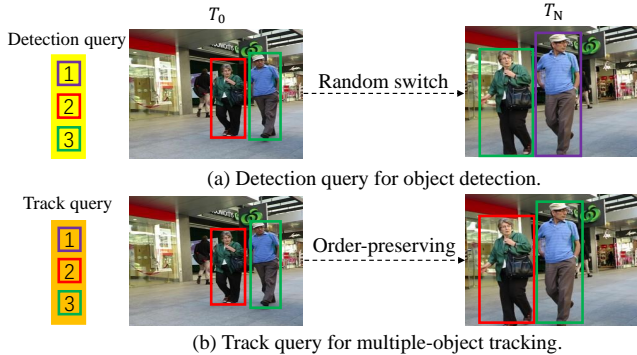 T₀
T_N
Detection query
1
2
3
Random switch
(a) Detection query for object detection.
Track query
1
2
3
Order-preserving
(b) Track query for multiple-object tracking.